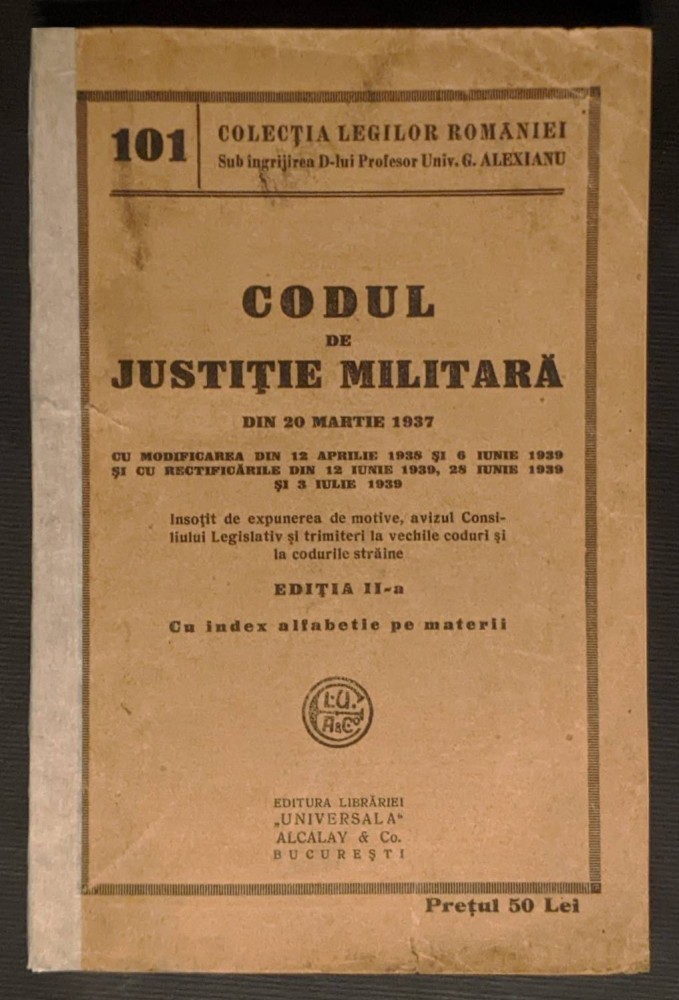 101
COLECȚIA LEGILOR ROMÂNIEI
Sub îngrijirea D-lui Profesor Univ. G. ALEXIANU
CODUL
DE
JUSTIȚIE MILITARĂ
DIN 20 MARTIE 1937
CU MODIFICAREA DIN 12 APRILIE 1938 ȘI 6 IUNIE 1939
ȘI CU RECTIFICĂRILE DIN 12 IUNIE 1939, 28 IUNIE 1939
ȘI 3 IULIE 1939
Insoțit de expunerea de motive, avizul Consi-
liului Legislativ și trimiteri la vechile coduri și
la codurile străine
EDIȚIA II-a
Cu index alfabetic pe materii
L.U.
A&Co
EDITURA LIBRĂRIEI
„UNIVERSALA“
ALCALAY & Co.
BUCUREȘTI
Prețul 50 Lei